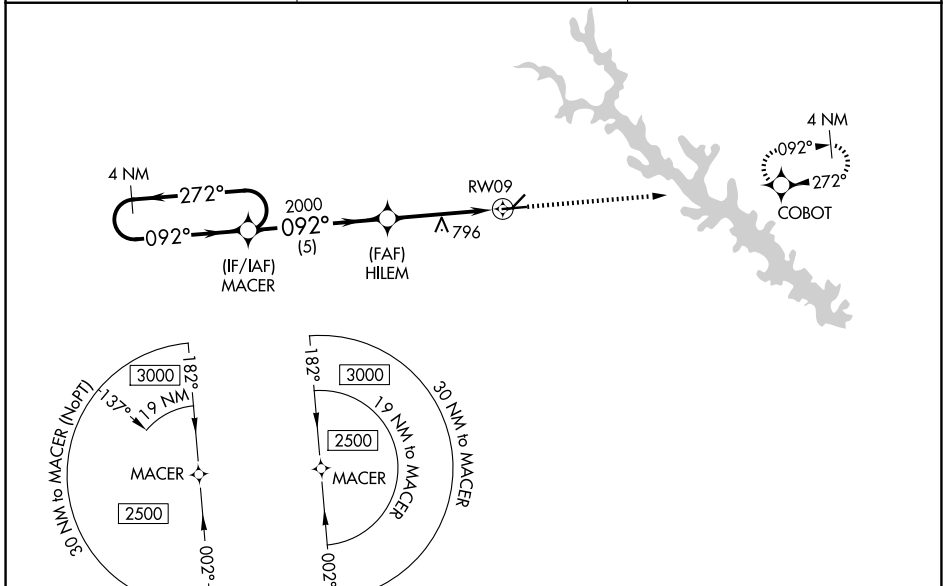 4 NM
272°
092°
2000
092°
(5)
(IF/IAF)
MACER
(FAF)
HILEM
796
RW09
4 NM
092°
272°
COBOT
30 NM to MACER (NoPT)
3000
182°
137°
19 NM
MACER
2500
002°
182°
3000
30 NM to MACER
19 NM to MACER
2500
MACER
002°